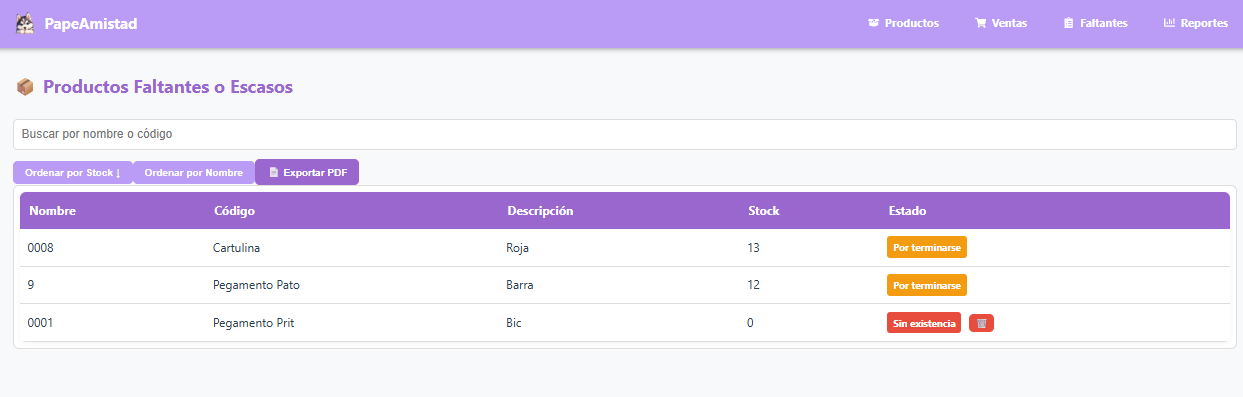 PapeAmistad Productos Ventas Faltantes Reportes
Productos Faltantes o Escasos
Buscar por nombre o código
Ordenar por Stock ↓ Ordenar por Nombre Exportar PDF
Nombre Código Descripción Stock Estado
0008 Cartulina Roja 13 Por terminarse
9 Pegamento Pato Barra 12 Por terminarse
0001 Pegamento Prit Bic 0 Sin existencia